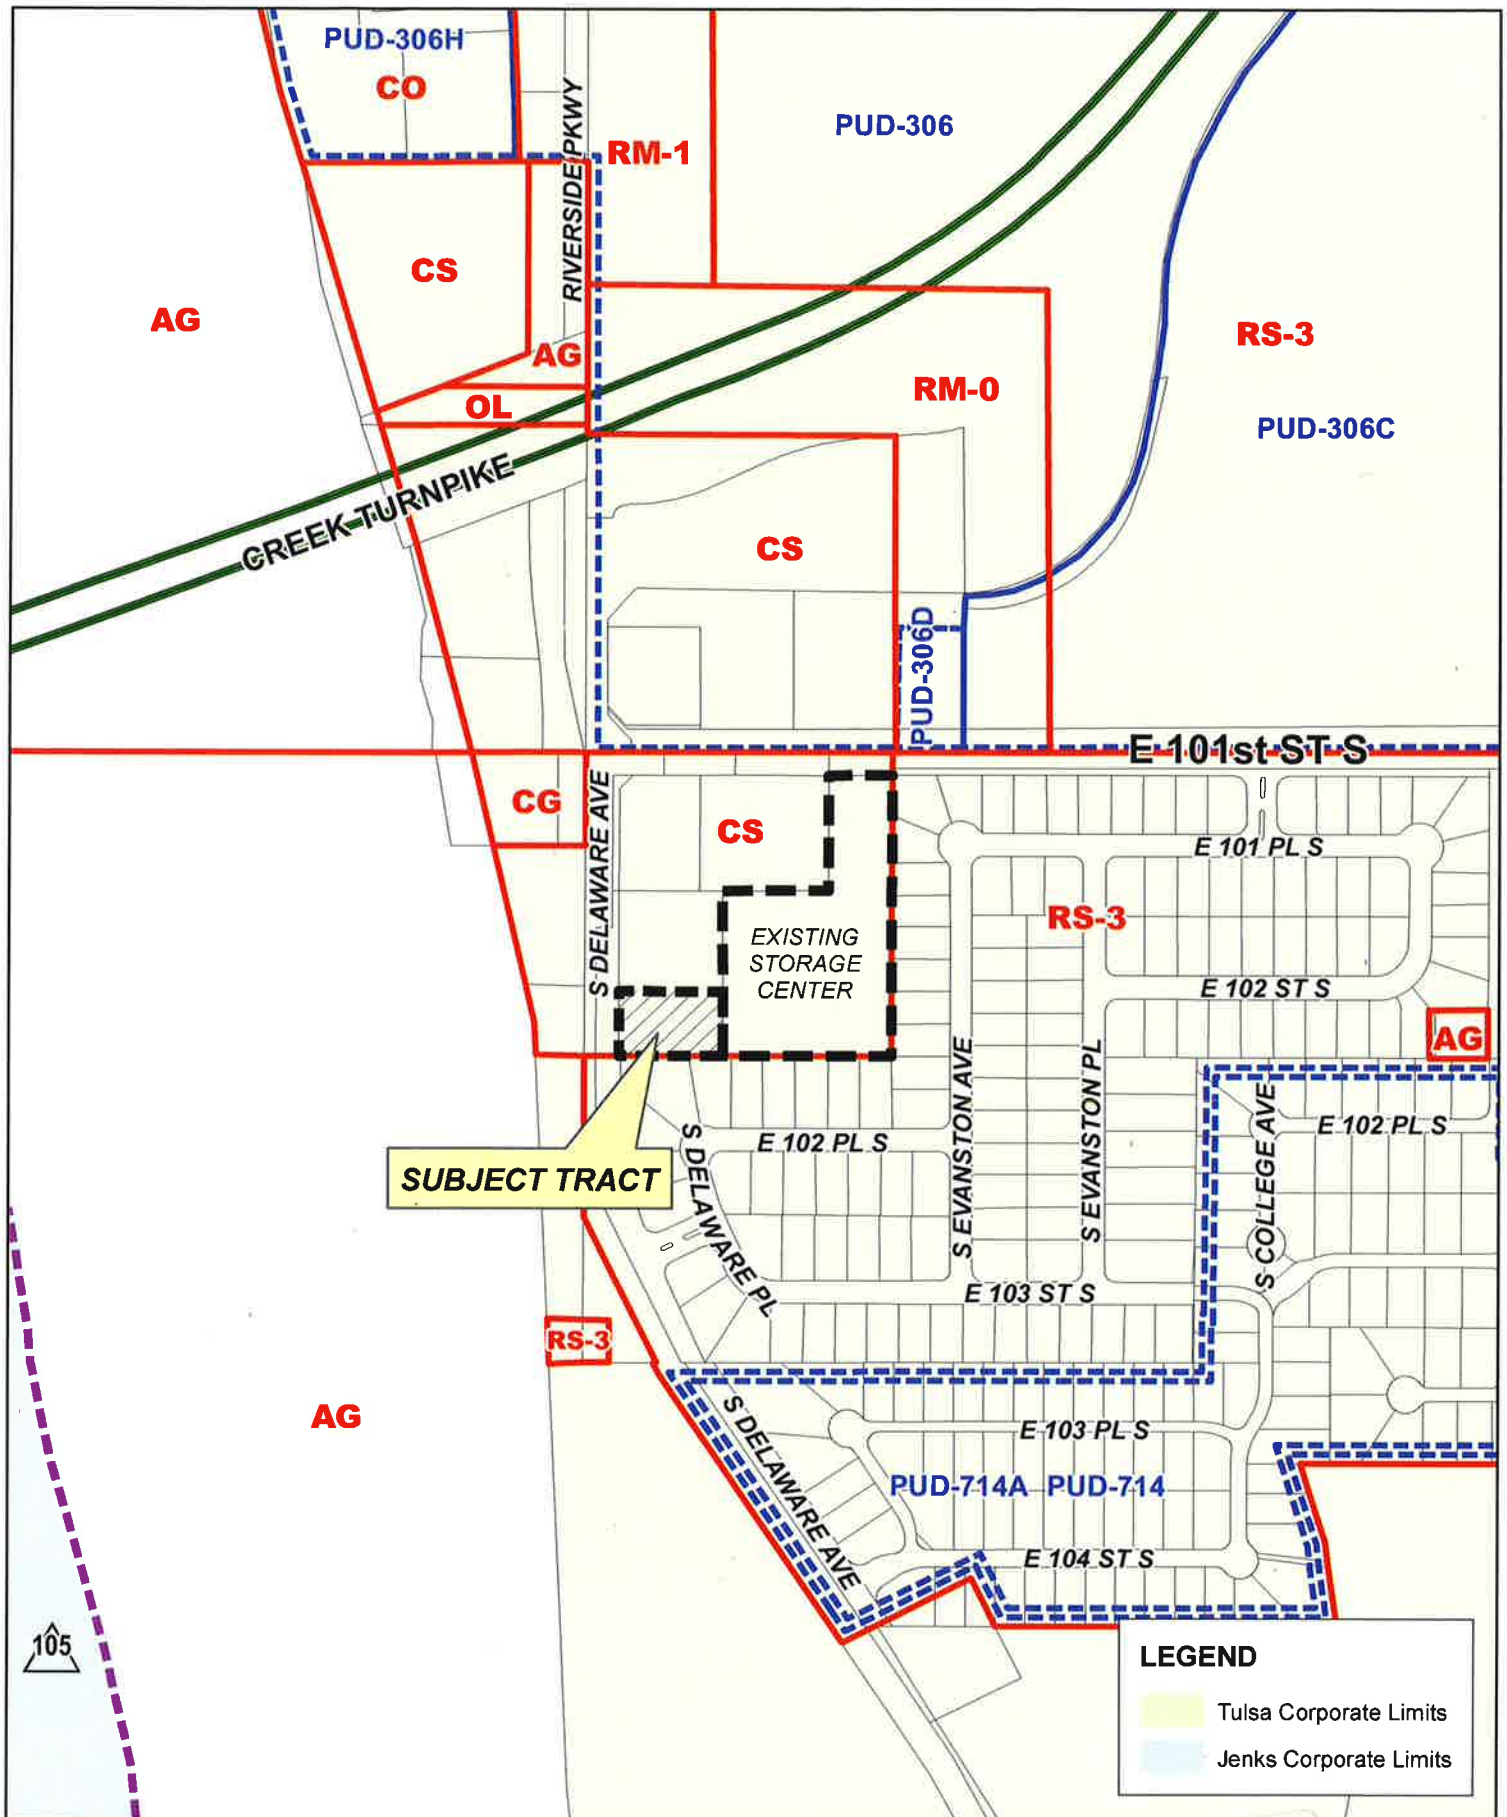 PUD-306H
CO
RIVERSIDE PKWY
RM-1
PUD-306
CS
AG
AG
OL
RM-0
RS-3
PUD-306C
CREEK TURNPIKE
CS
PUD-306D
E 101st ST S
CG
S DELAWARE AVE
CS
E 101 PL S
RS-3
EXISTING
STORAGE
CENTER
E 102 ST S
AG
S EVANSTON AVE
S EVANSTON PL
S COLLEGE AVE
E 102 PL S
E 102 PL S
SUBJECT TRACT
S DELAWARE PL
E 103 ST S
RS-3
AG
S DELAWARE AVE
E 103 PL S
PUD-714A PUD-714
E 104 ST S
105
LEGEND
Tulsa Corporate Limits
Jenks Corporate Limits